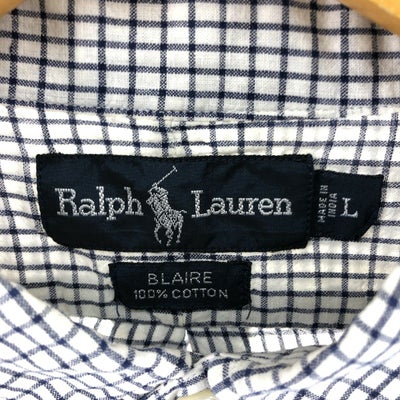 Ralph Lauren
MADE IN
INDIA
L
BLAIRE
100% COTTON